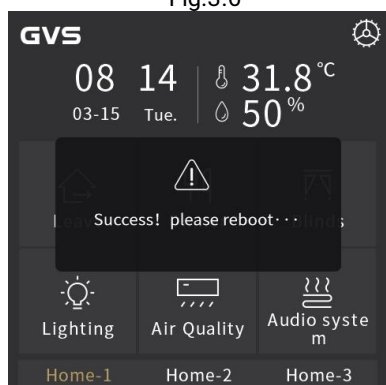 Fig.3.6
GVS
08 14 31.8°C
03-15 Tue. 50%
Success! please reboot···
Lighting Air Quality Audio syste
m
Home-1 Home-2 Home-3